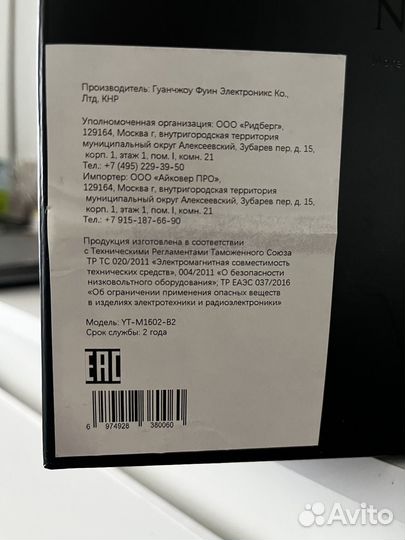 N
Производитель: Гуанчжоу Фуин Электроникс Ко.,
Лтд, КНР
Уполномоченная организация: ООО «Ридберг»,
129164, Москва г, внутригородская территория
муниципальный округ Алексеевский, Зубарев пер, д. 15,
корп. 1, этаж 1, пом. I, комн. 21
Тел.: +7 (495) 229-39-50
Импортер: ООО «Айковер ПРО»,
129164, Москва г, внутригородская территория
муниципальный округ Алексеевский, Зубарев пер, д. 15,
корп. 1, этаж 1, пом. I, комн. 21
Тел.: +7 915-187-66-90
Продукция изготовлена в соответствии
с Техническими Регламентами Таможенного Союза
ТР ТС 020/2011 «Электромагнитная совместимость
технических средств», 004/2011 «О безопасности
низковольтного оборудования»; ТР ЕАЭС 037/2016
«Об ограничении применения опасных веществ
в изделиях электротехники и радиоэлектроники»
Модель: YT-M1602-B2
Срок службы: 2 года
EAC
6 974928 380060
Avito